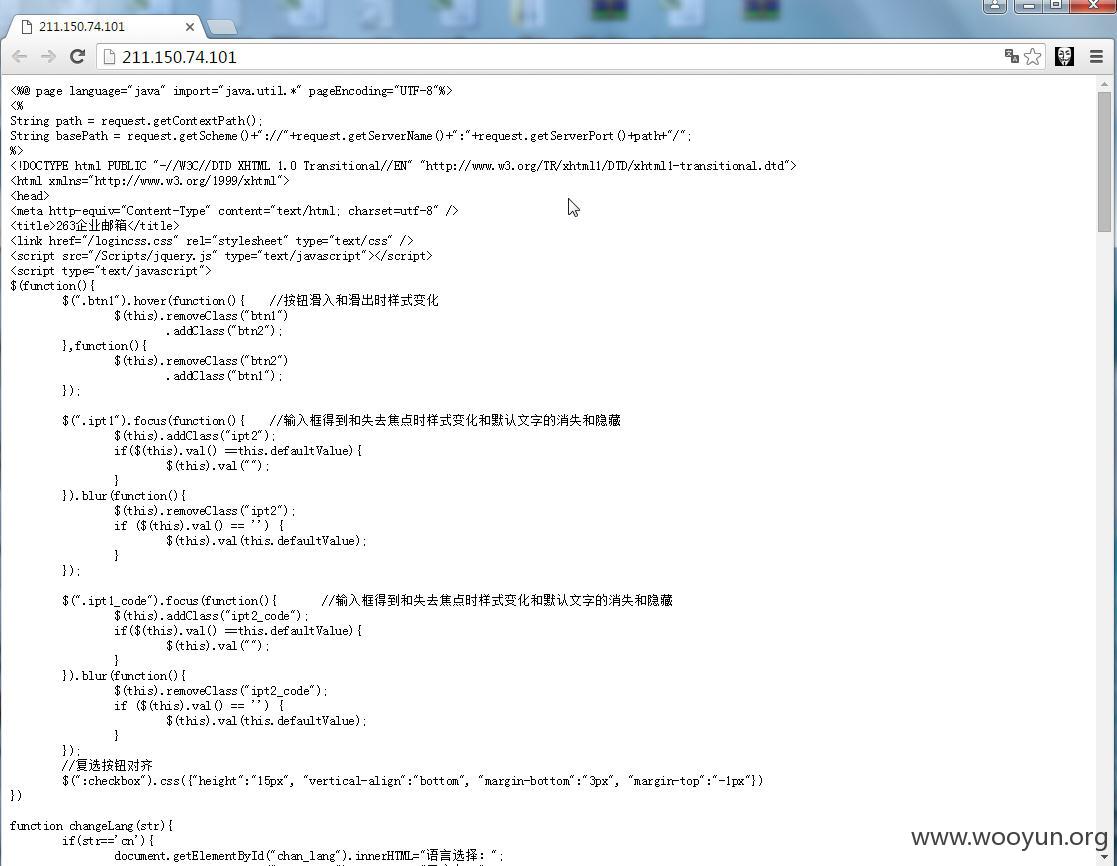 211.150.74.101
211.150.74.101
<%@ page language="java" import="java.util.*" pageEncoding="UTF-8"%>
<%
String path = request.getContextPath();
String basePath = request.getScheme()+"://"+request.getServerName()+":"+request.getServerPort()+path+"/";
%>
<!DOCTYPE html PUBLIC "-//W3C//DTD XHTML 1.0 Transitional//EN" "http://www.w3.org/TR/xhtml1/DTD/xhtml1-transitional.dtd">
<html xmlns="http://www.w3.org/1999/xhtml">
<head>
<meta http-equiv="Content-Type" content="text/html; charset=utf-8" />
<title>263企业邮箱</title>
<link href="/logincss.css" rel="stylesheet" type="text/css" />
<script src="/Scripts/jquery.js" type="text/javascript"></script>
<script type="text/javascript">
$(function(){
$(".btn1").hover(function(){ //按钮滑入和滑出时样式变化
$(this).removeClass("btn1")
.addClass("btn2");
},function(){
$(this).removeClass("btn2")
.addClass("btn1");
});
$(".ipt1").focus(function(){ //输入框得到和失去焦点时样式变化和默认文字的消失和隐藏
$(this).addClass("ipt2");
if($(this).val() ==this.defaultValue){
$(this).val("");
}
}).blur(function(){
$(this).removeClass("ipt2");
if ($(this).val() == '') {
$(this).val(this.defaultValue);
}
});
$(".ipt1_code").focus(function(){ //输入框得到和失去焦点时样式变化和默认文字的消失和隐藏
$(this).addClass("ipt2_code");
if($(this).val() ==this.defaultValue){
$(this).val("");
}
}).blur(function(){
$(this).removeClass("ipt2_code");
if ($(this).val() == '') {
$(this).val(this.defaultValue);
}
});
//复选按钮对齐
$(":checkbox").css({"height":"15px", "vertical-align":"bottom", "margin-bottom":"3px", "margin-top":"-1px"})
})
function changeLang(str){
if(str=='cn'){
document.getElementById("chan_lang").innerHTML="语言选择：";
www.wooyun.org